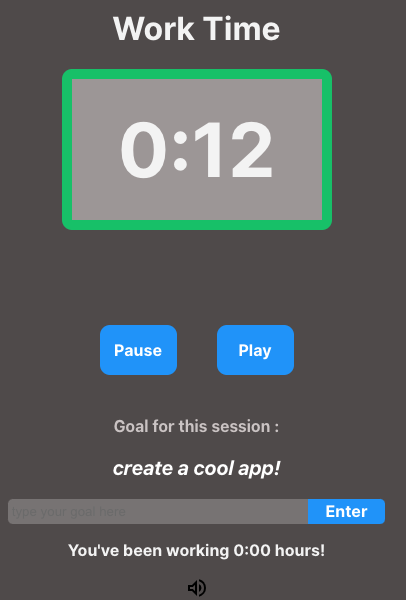 Work Time
0:12
Pause Play
Goal for this session :
create a cool app!
type your goal here Enter
You've been working 0:00 hours!